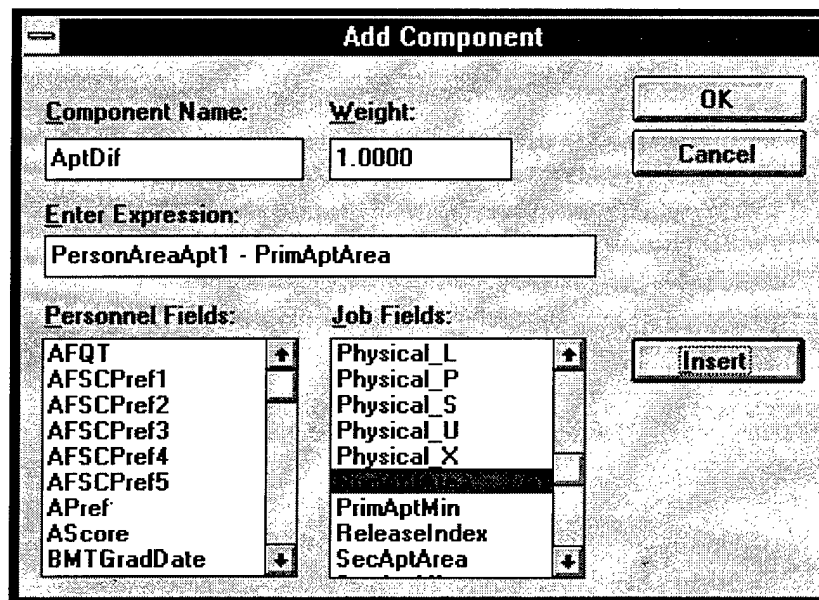 Add Component
Component Name:
Weight:
OK
AptDif
1.0000
Cancel
Enter Expression:
PersonAreaApt1 - PrimAptArea
Personnel Fields:
Job Fields:
Insert
AFQT
AFSCPref1
AFSCPref2
AFSCPref3
AFSCPref4
AFSCPref5
APref
AScore
BMTGradDate
Physical_L
Physical_P
Physical_S
Physical_U
Physical_X
PrimAptMin
ReleaseIndex
SecAptArea